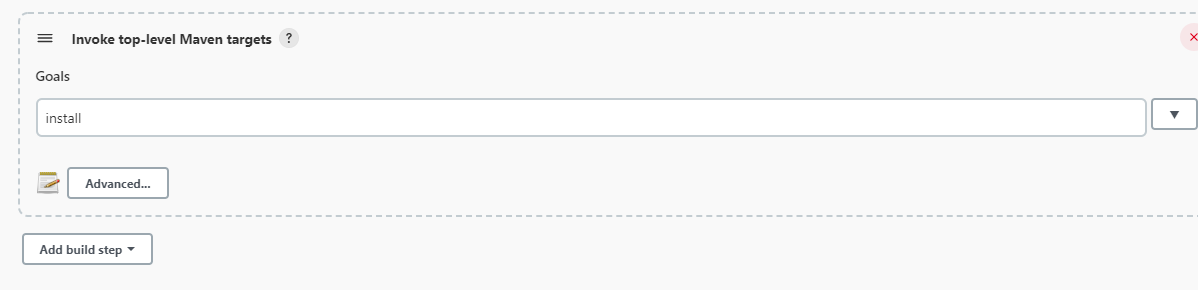 Invoke top-level Maven targets ?
Goals
install
Advanced...
Add build step